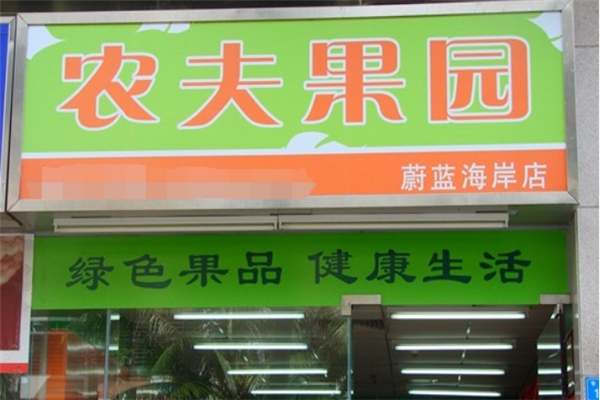 农夫果园
蔚蓝海岸店
绿色果品 健康生活